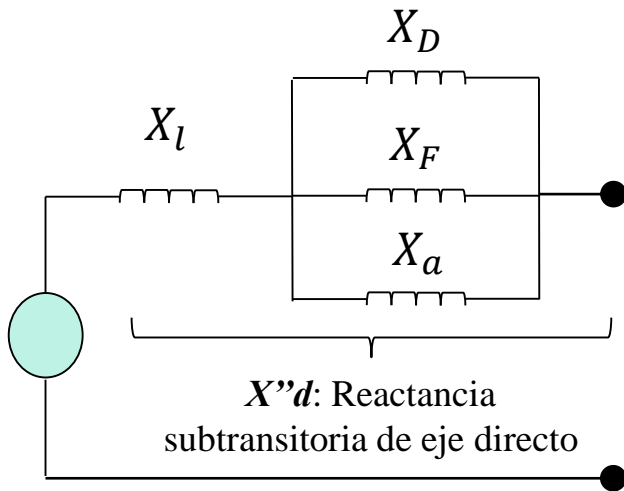 X_D
X_l
X_F
X_a
X”d: Reactancia
subtransitoria de eje directo